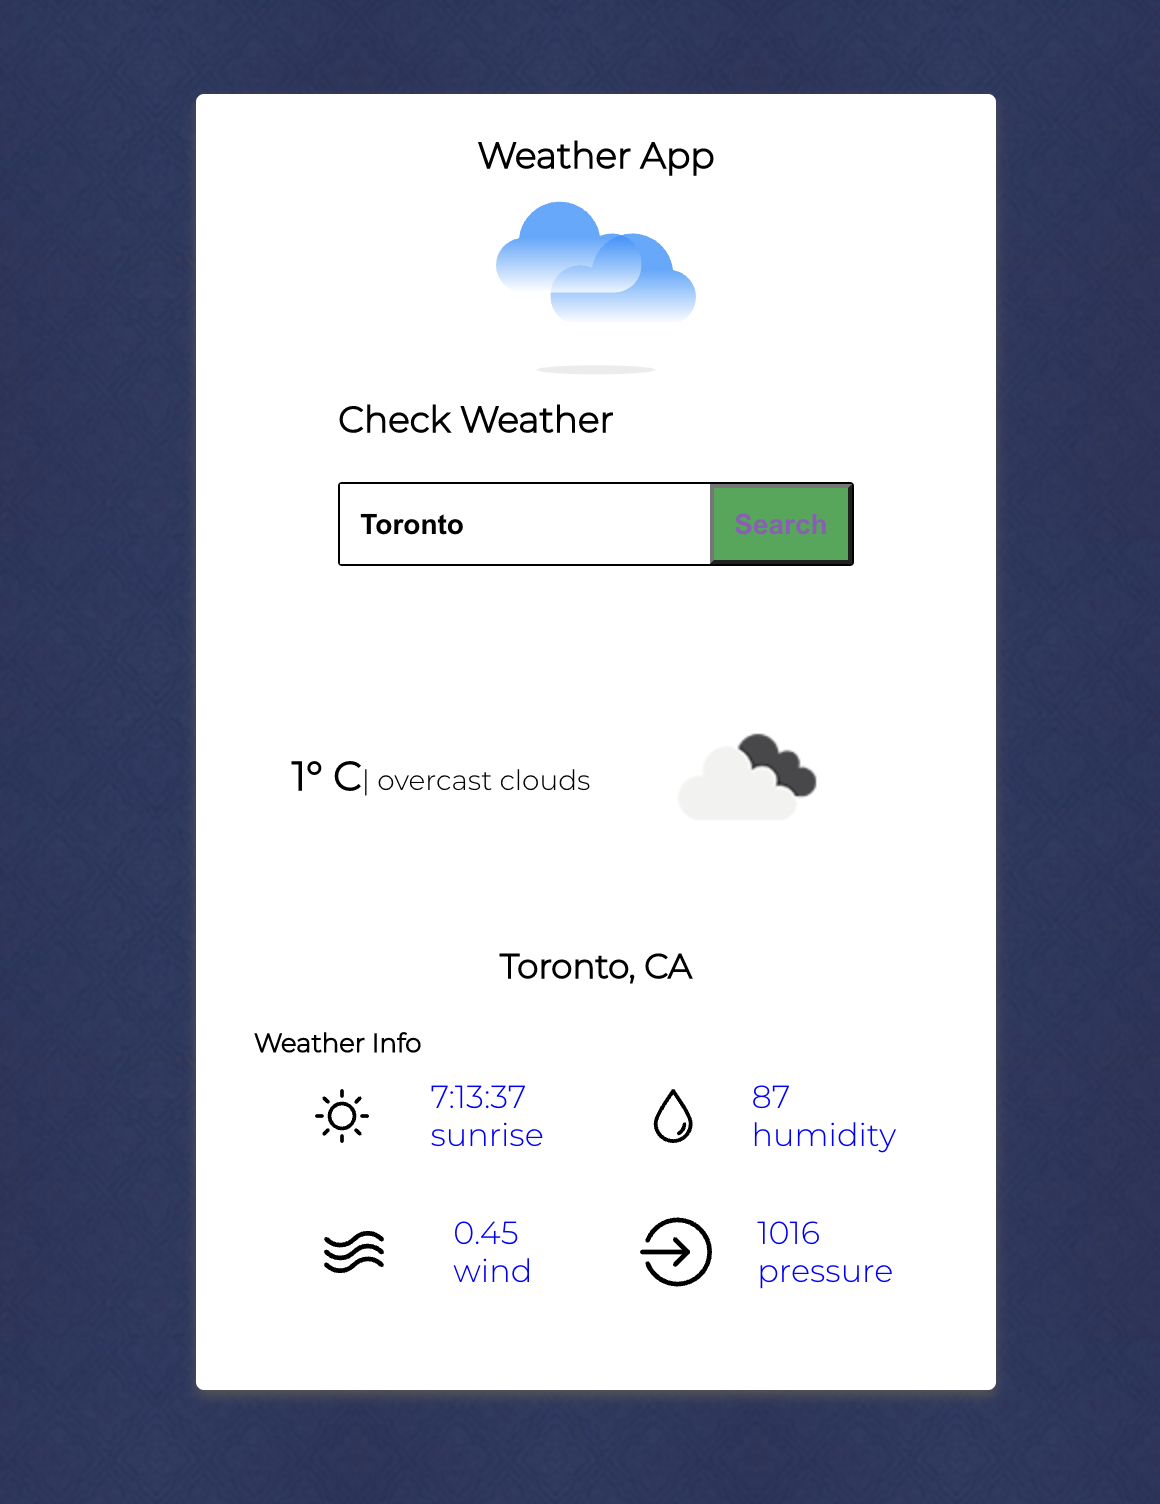 Weather App
Check Weather
Toronto
Search
1° C| overcast clouds
Toronto, CA
Weather Info
7:13:37
sunrise
87
humidity
0.45
wind
1016
pressure